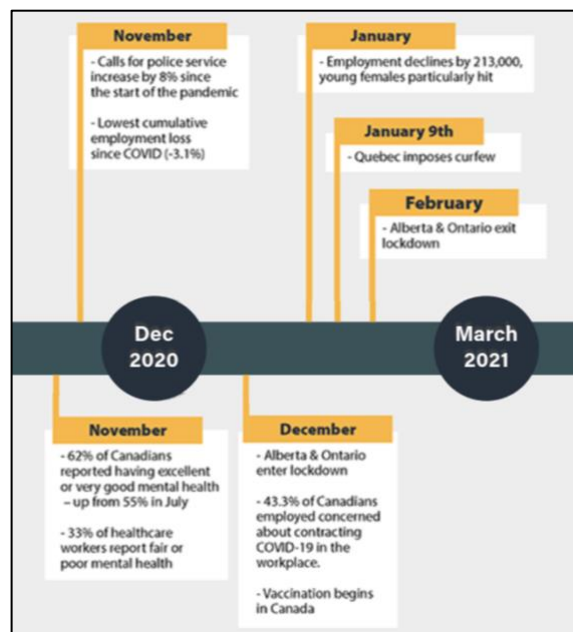 November
- Calls for police service
increase by 8% since
the start of the pandemic
- Lowest cumulative
employment loss
since COVID (-3.1%)
January
- Employment declines by 213,000,
young females particularly hit
January 9th
- Quebec imposes curfew
February
- Alberta & Ontario exit
lockdown
Dec
2020
March
2021
November
- 62% of Canadians
reported having excellent
or very good mental health
– up from 55% in July
- 33% of healthcare
workers report fair or
poor mental health
December
- Alberta & Ontario
enter lockdown
- 43.3% of Canadians
employed concerned
about contracting
COVID-19 in the
workplace.
- Vaccination begins
in Canada